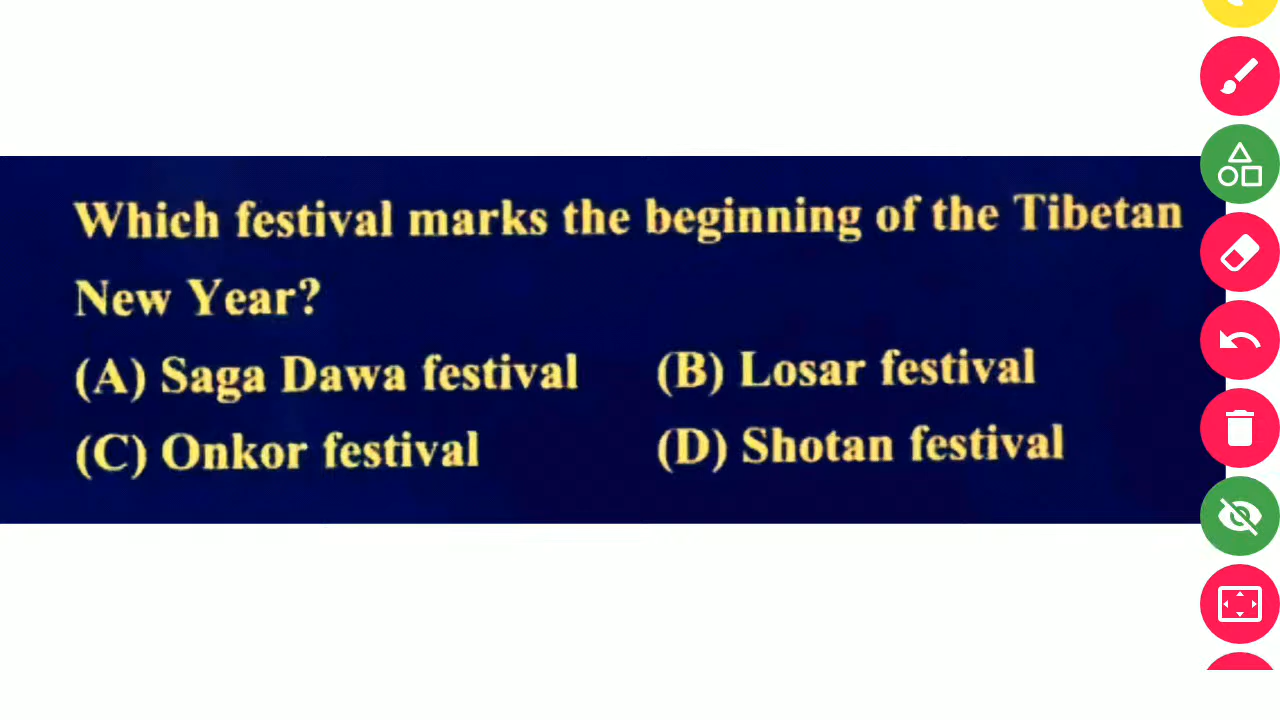 Which festival marks the beginning of the Tibetan
New Year?
(A) Saga Dawa festival (B) Losar festival
(C) Onkor festival (D) Shotan festival